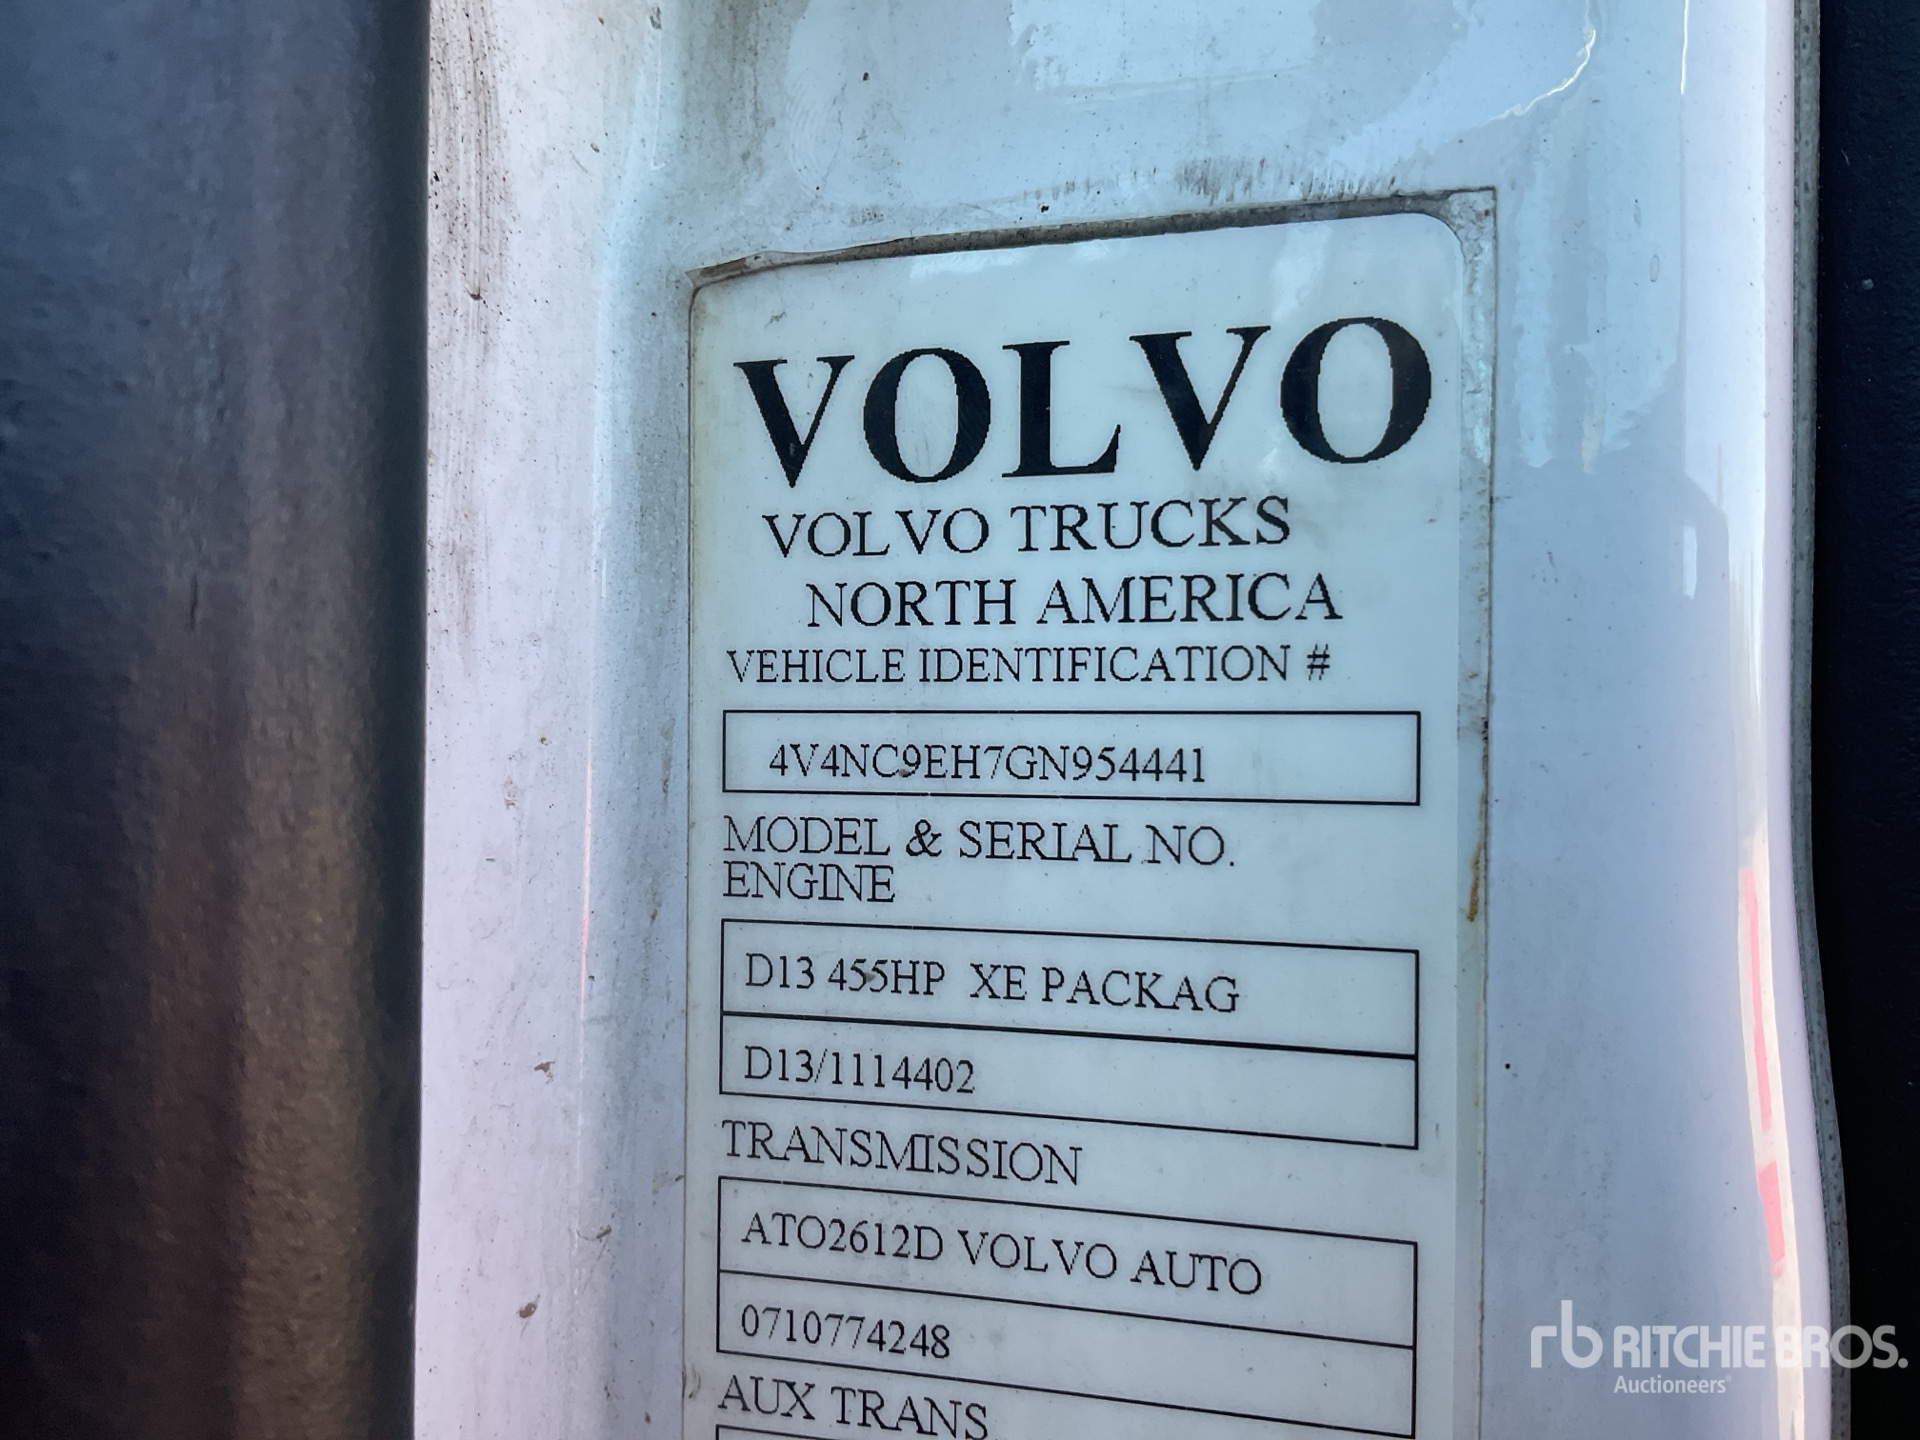 VOLVO
VOLVO TRUCKS
NORTH AMERICA
VEHICLE IDENTIFICATION #
4V4NC9EH7GN954441
MODEL & SERIAL NO.
ENGINE
D13 455HP XE PACKAG
D13/1114402
TRANSMISSION
ATO2612D VOLVO AUTO
0710774248
AUX TRANS
rb RITCHIE BROS.
Auctioneers